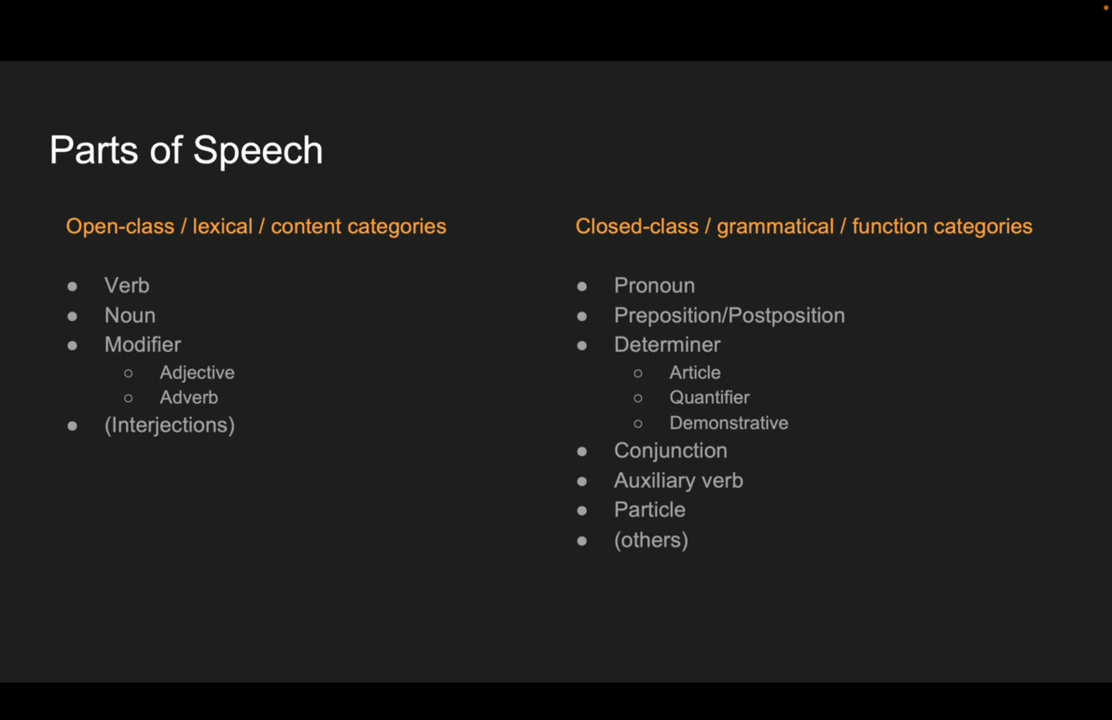 Parts of Speech
Open-class / lexical / content categories
● Verb
● Noun
● Modifier
○ Adjective
○ Adverb
● (Interjections)
Closed-class / grammatical / function categories
● Pronoun
● Preposition/Postposition
● Determiner
○ Article
○ Quantifier
○ Demonstrative
● Conjunction
● Auxiliary verb
● Particle
● (others)